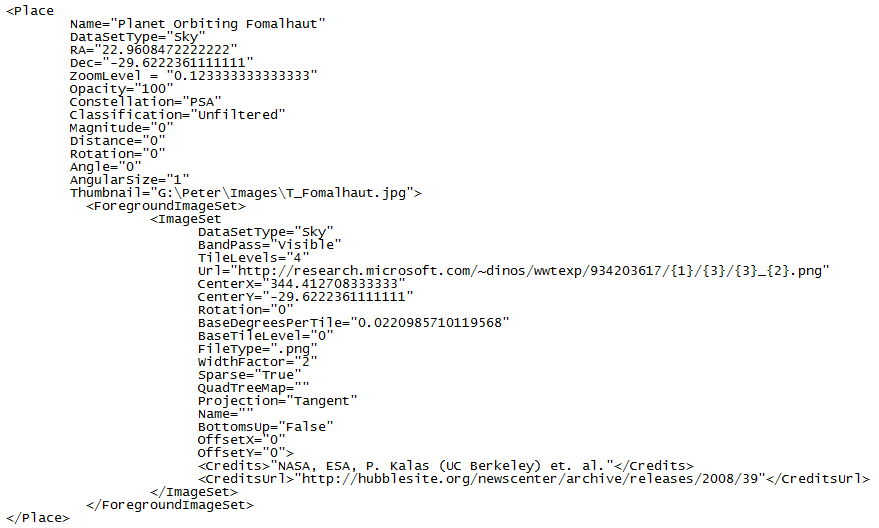 <Place
Name="Planet Orbiting Fomalhaut"
DataSetType="Sky"
RA="22.9608472222222"
Dec="-29.6222361111111"
ZoomLevel = "0.123333333333333"
Opacity="100"
Constellation="PSA"
Classification="Unfiltered"
Magnitude="0"
Distance="0"
Rotation="0"
Angle="0"
AngularSize="1"
Thumbnail="G:\Peter\Images\T_Fomalhaut.jpg">
<ForegroundImageSet>
<ImageSet
DataSetType="Sky"
BandPass="Visible"
TileLevels="4"
Url="http://research.microsoft.com/~dinos/wwtexp/934203617/{1}/{3}/{3}_{2}.png"
CenterX="344.412708333333"
CenterY="-29.6222361111111"
Rotation="0"
BaseDegreesPerTile="0.0220985710119568"
BaseTileLevel="0"
FileType=".png"
WidthFactor="2"
Sparse="True"
QuadTreeMap=""
Projection="Tangent"
Name=""
BottomsUp="False"
OffsetX="0"
OffsetY="0">
<Credits>"NASA, ESA, P. Kalas (UC Berkeley) et. al."</Credits>
<CreditsUrl>"http://hubblesite.org/newscenter/archive/releases/2008/39"</CreditsUrl>
</ImageSet>
</ForegroundImageSet>
</Place>